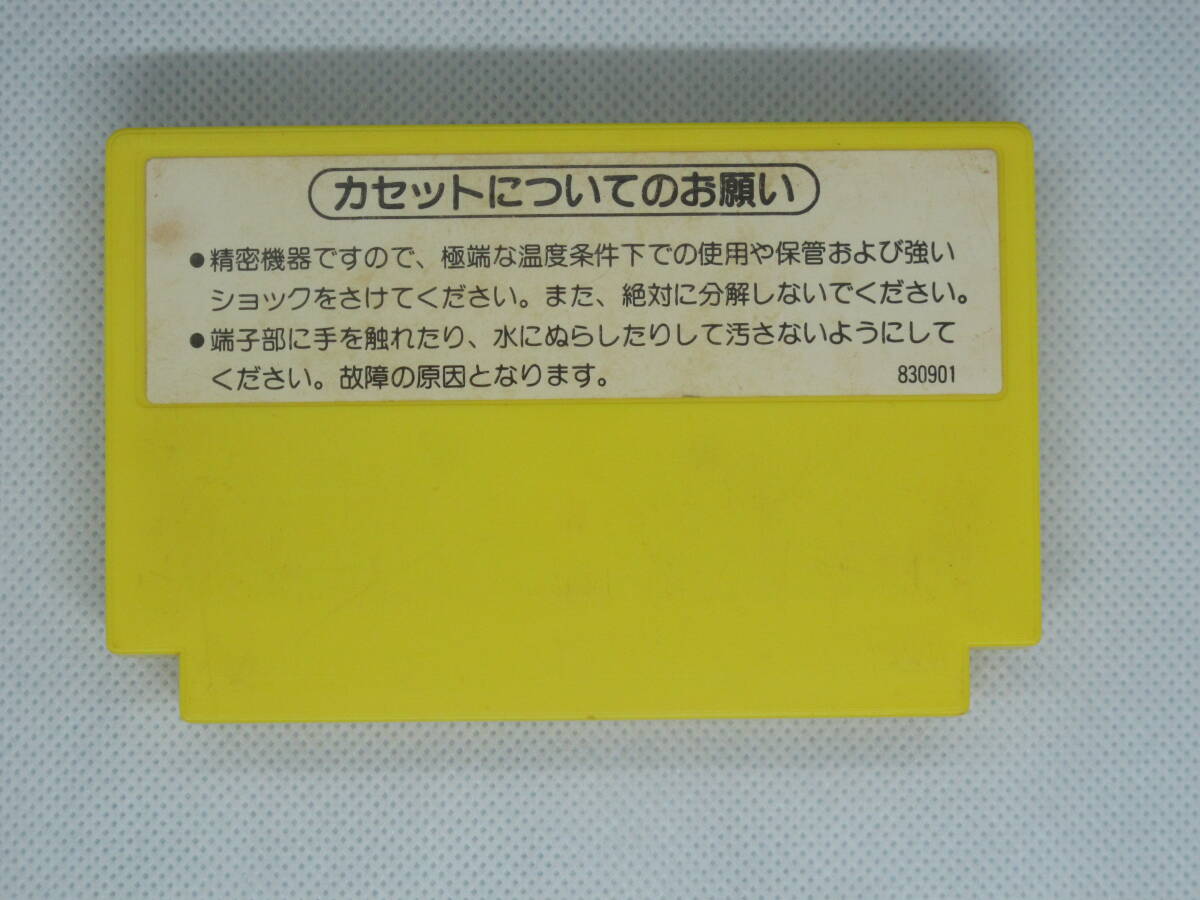 カセットについてのお願い
●精密機器ですので、極端な温度条件下での使用や保管および強い
ショックをさけてください。また、絶対に分解しないでください。
●端子部に手を触れたり、水にぬらしたりして汚さないようにして
ください。故障の原因となります。 830901